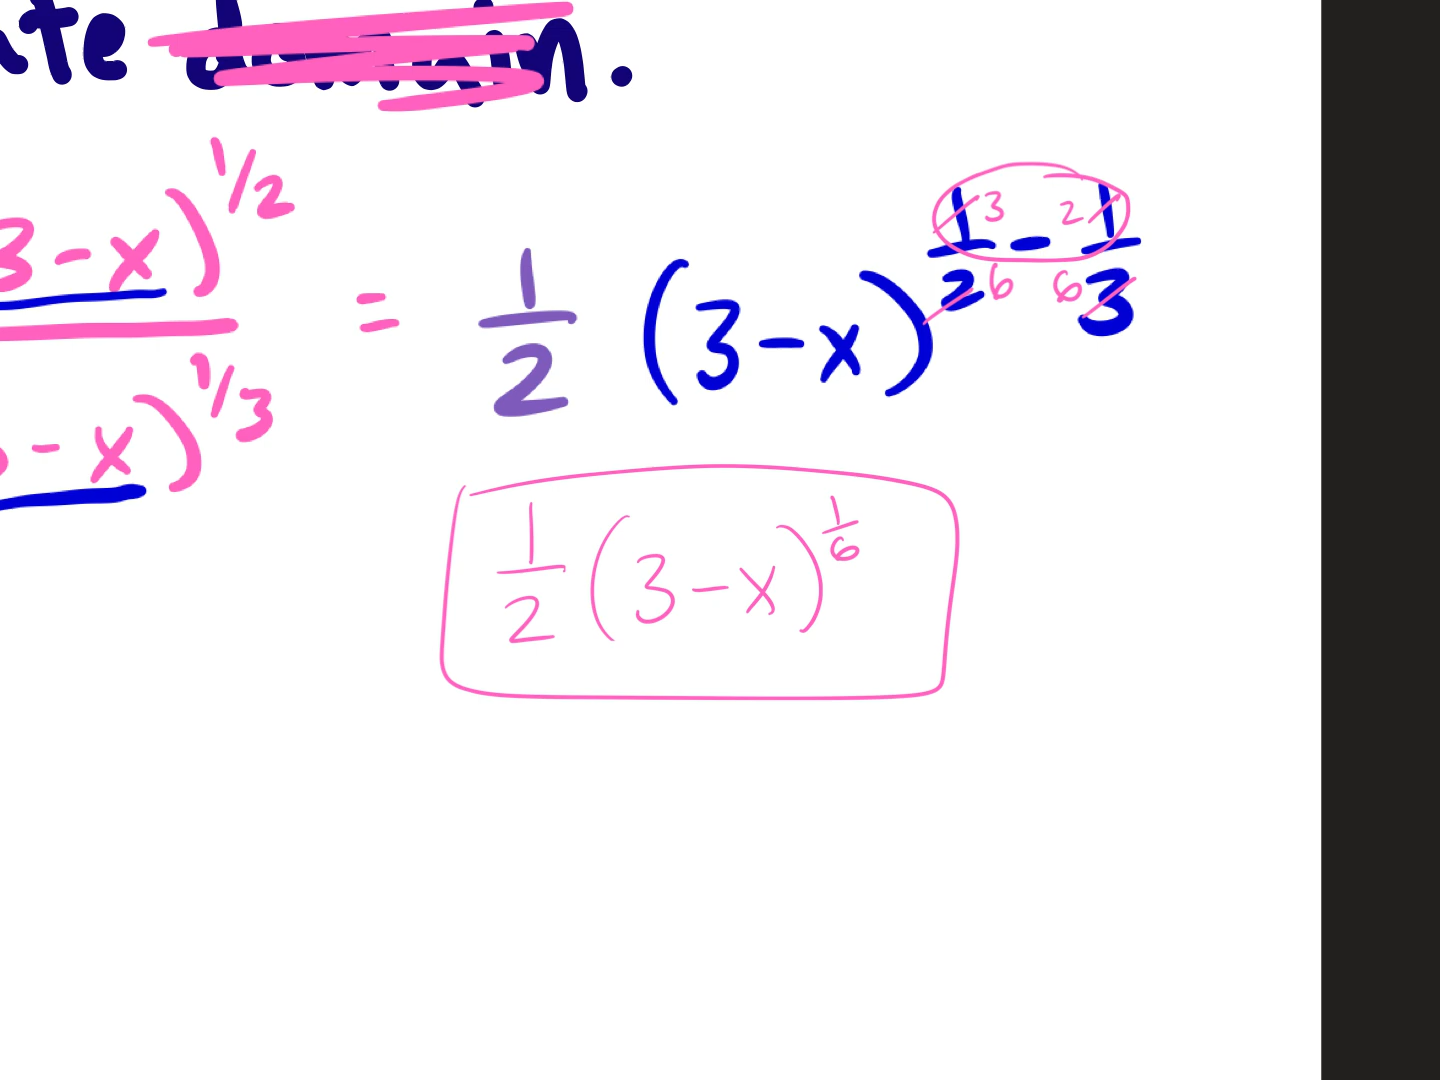 te .
3-x)^1/2
= 1/2 (3-x)^1/2 - 1/3
3 2
6 6
-x)^1/3
1/2 (3-x)^1/6